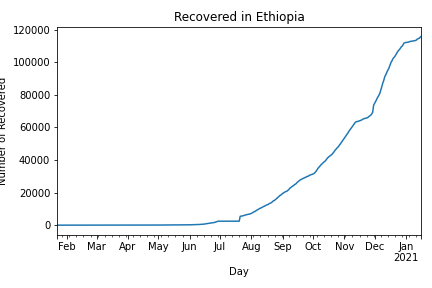 Recovered in Ethiopia
120000
100000
80000
60000
40000
20000
0
Number of Recovered
Feb Mar Apr May Jun Jul Aug Sep Oct Nov Dec Jan
2021
Day